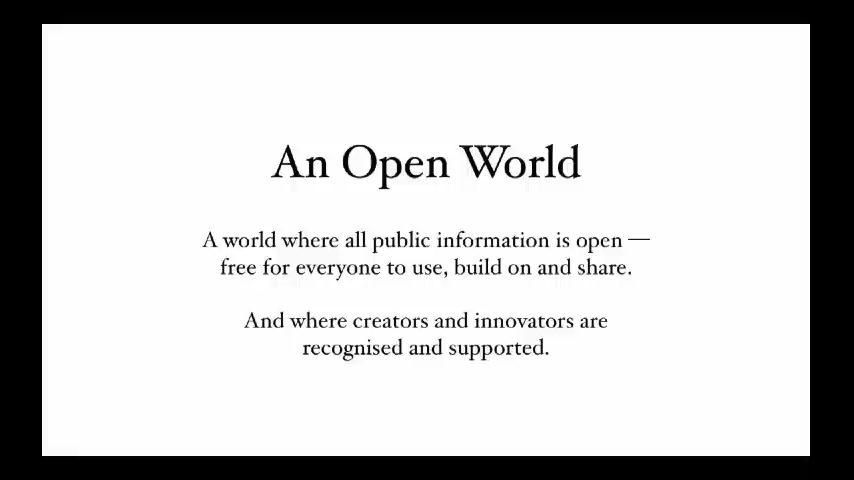 An Open World
A world where all public information is open —
free for everyone to use, build on and share.
And where creators and innovators are
recognised and supported.